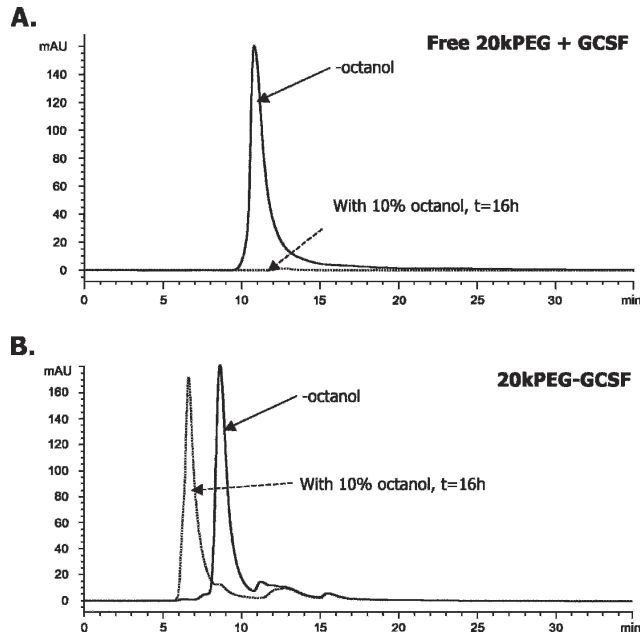 A.
Free 20kPEG + GCSF
mAU
140
120
100
80
60
40
20
0
-octanol
With 10% octanol, t=16h
0 5 10 15 20 25 30 min
B.
20kPEG-GCSF
mAU
160
140
120
100
80
60
40
20
0
-octanol
With 10% octanol, t=16h
0 5 10 15 20 25 30 min